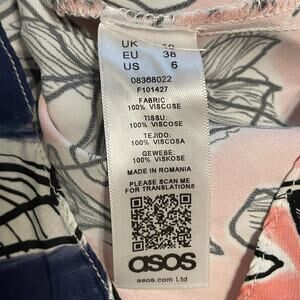 UK 10
EU 38
US 6
08368022
F101427
FABRIC:
100% VISCOSE
TISSU:
100% VISCOSE
TEJIDO:
100% VISCOSA
GEWEBE:
100% VISKOSE
MADE IN ROMANIA
PLEASE SCAN ME
FOR TRANSLATIONS
asos
asos.com Ltd